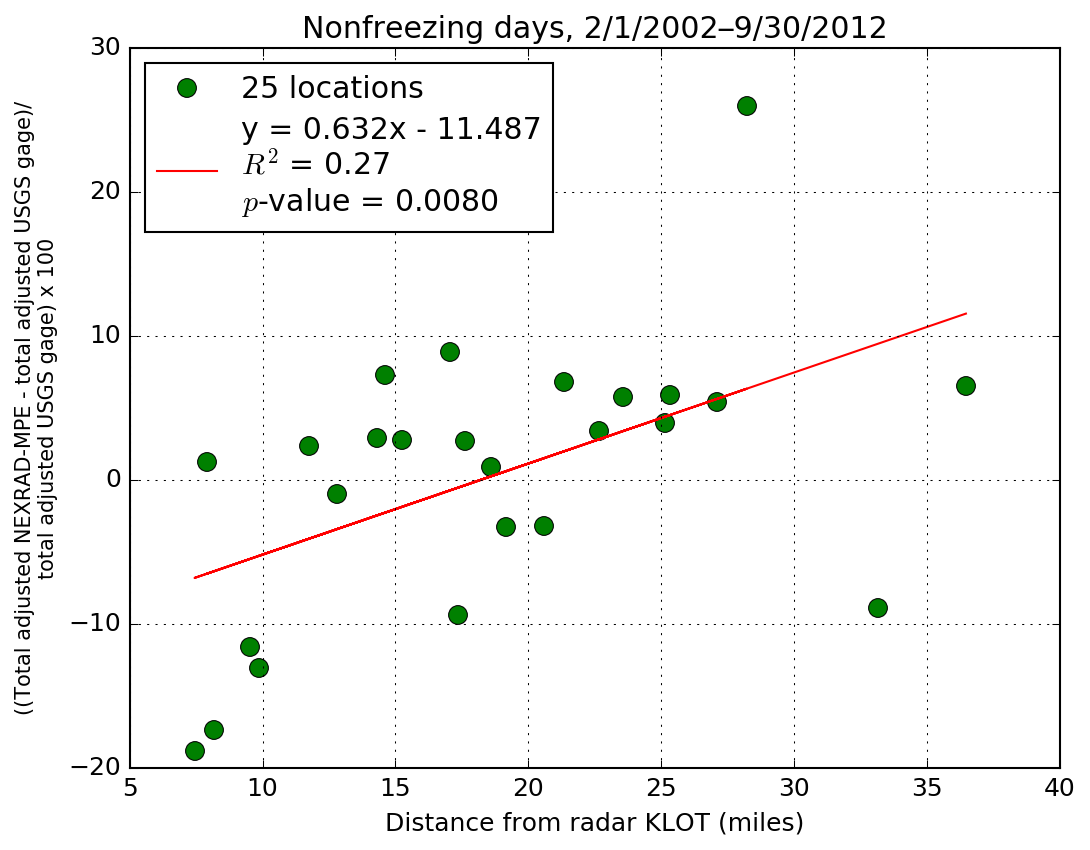 Nonfreezing days, 2/1/2002–9/30/2012
((Total adjusted NEXRAD-MPE - total adjusted USGS gage)/
total adjusted USGS gage) x 100
30
20
10
0
−10
−20
25 locations
y = 0.632x - 11.487
R² = 0.27
p-value = 0.0080
5 10 15 20 25 30 35 40
Distance from radar KLOT (miles)